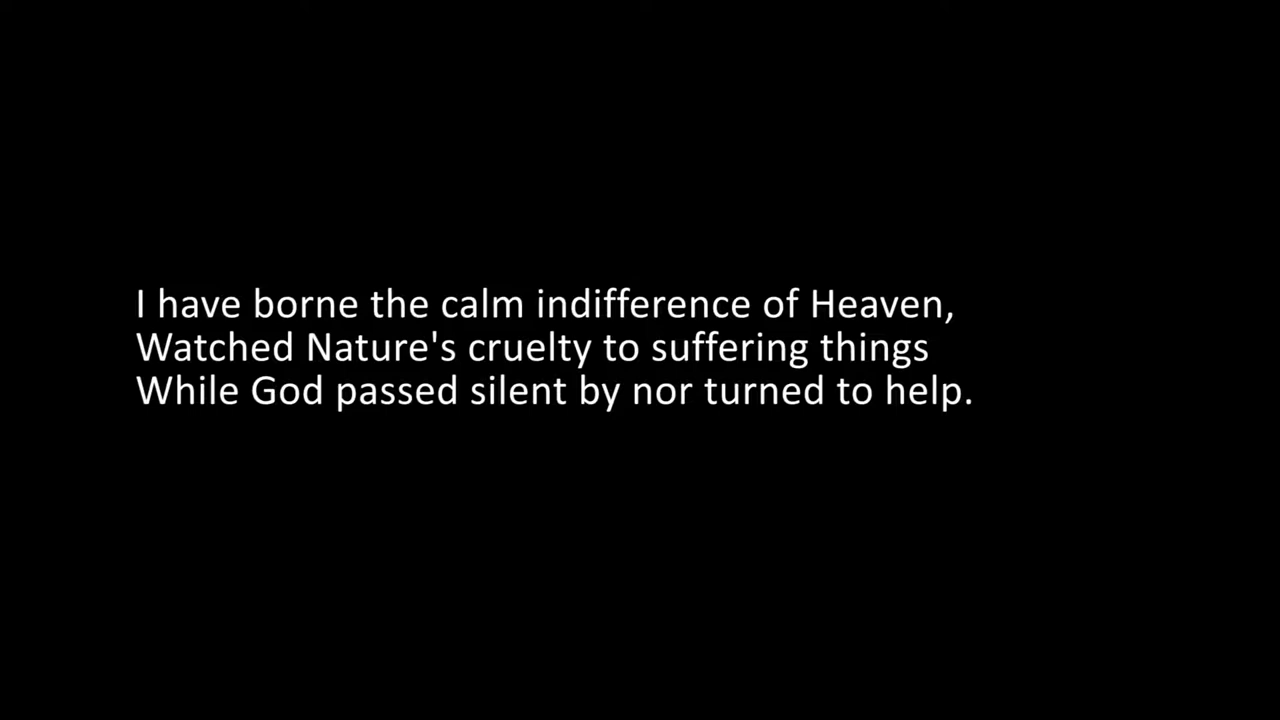 I have borne the calm indifference of Heaven,
Watched Nature's cruelty to suffering things
While God passed silent by nor turned to help.